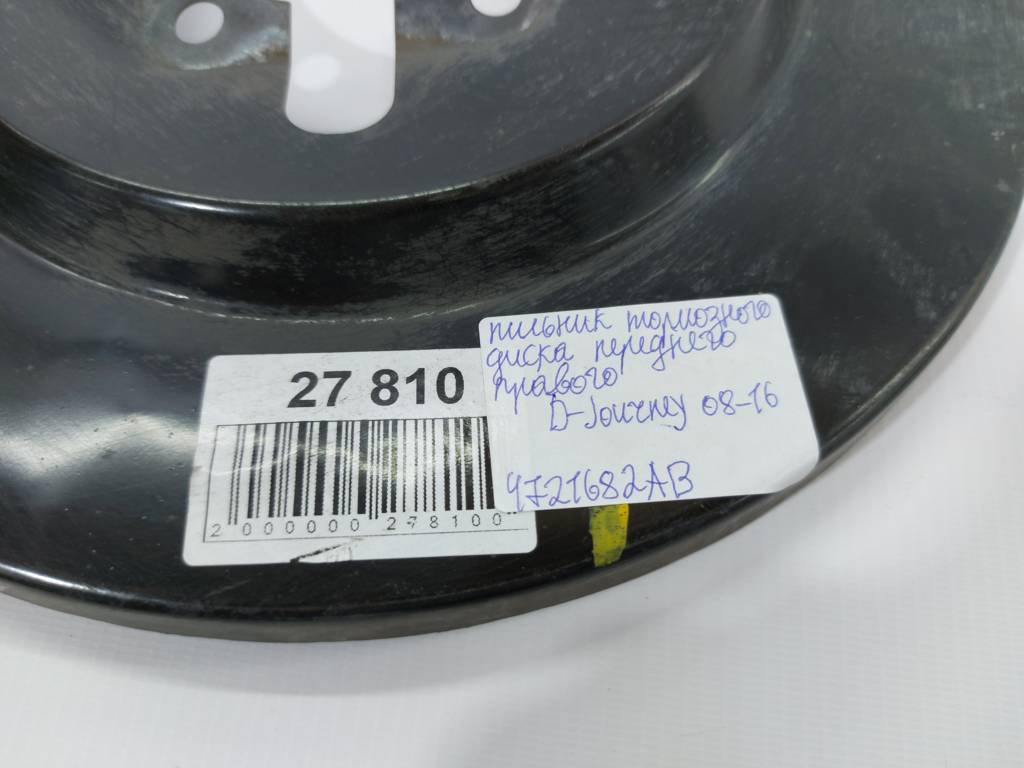 27 810
2 000000 278100
пильник тормозного
диска переднего
правого
D-Journey 08-16
4721682AB